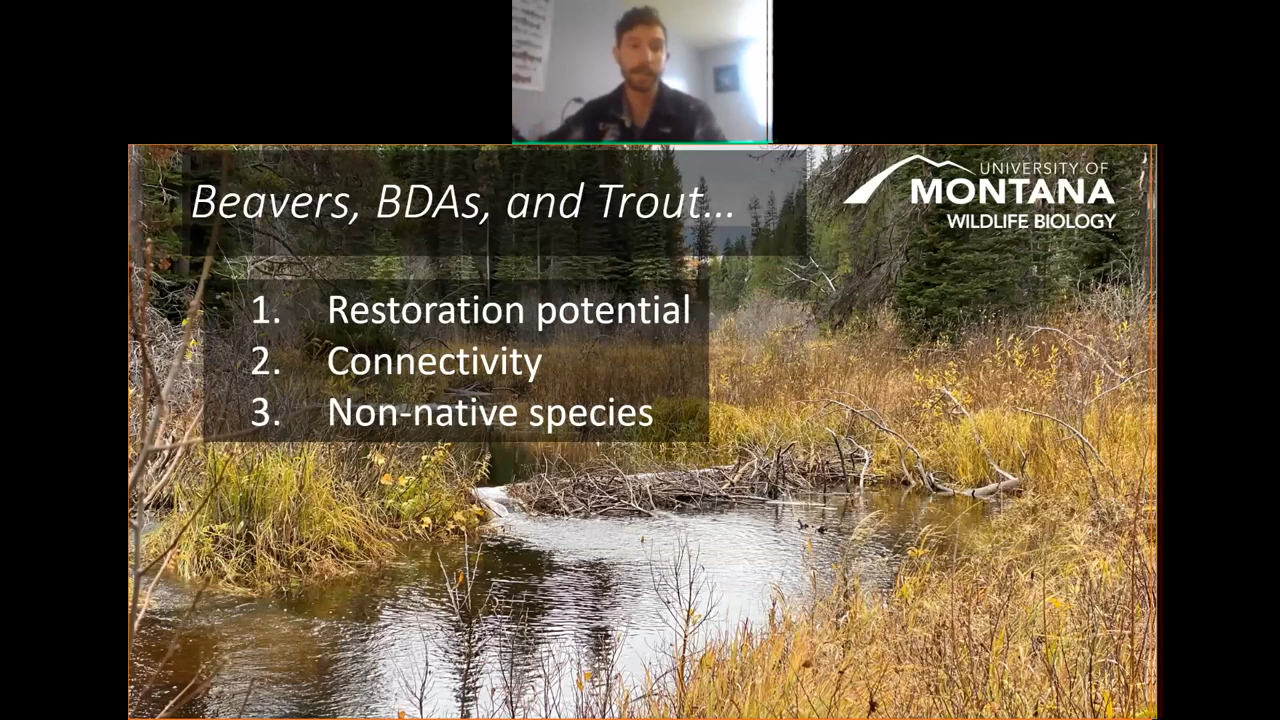 Beavers, BDAs, and Trout...
UNIVERSITY OF
MONTANA
WILDLIFE BIOLOGY
1. Restoration potential
2. Connectivity
3. Non-native species